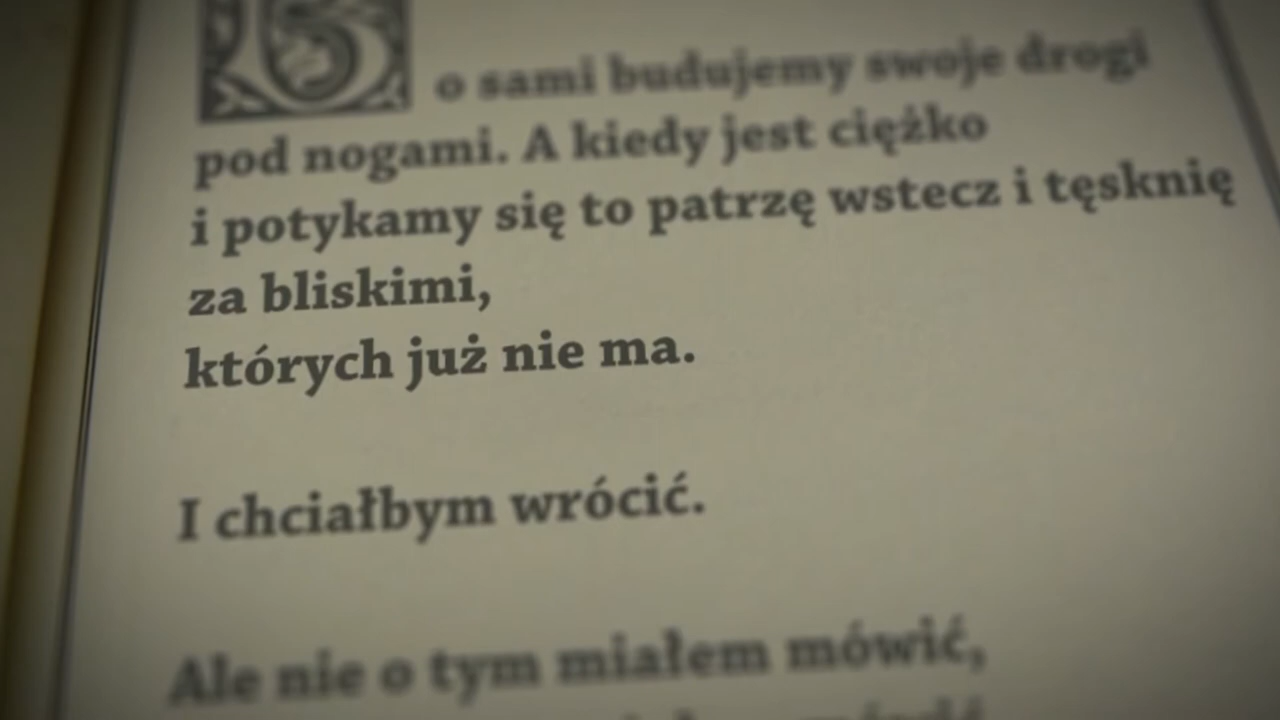 Bo sami budujemy swoje drogi
pod nogami. A kiedy jest ciężko
i potykamy się to patrzę wstecz i tęsknię
za bliskimi,
których już nie ma.
I chciałbym wrócić.
Ale nie o tym miałem mówić,